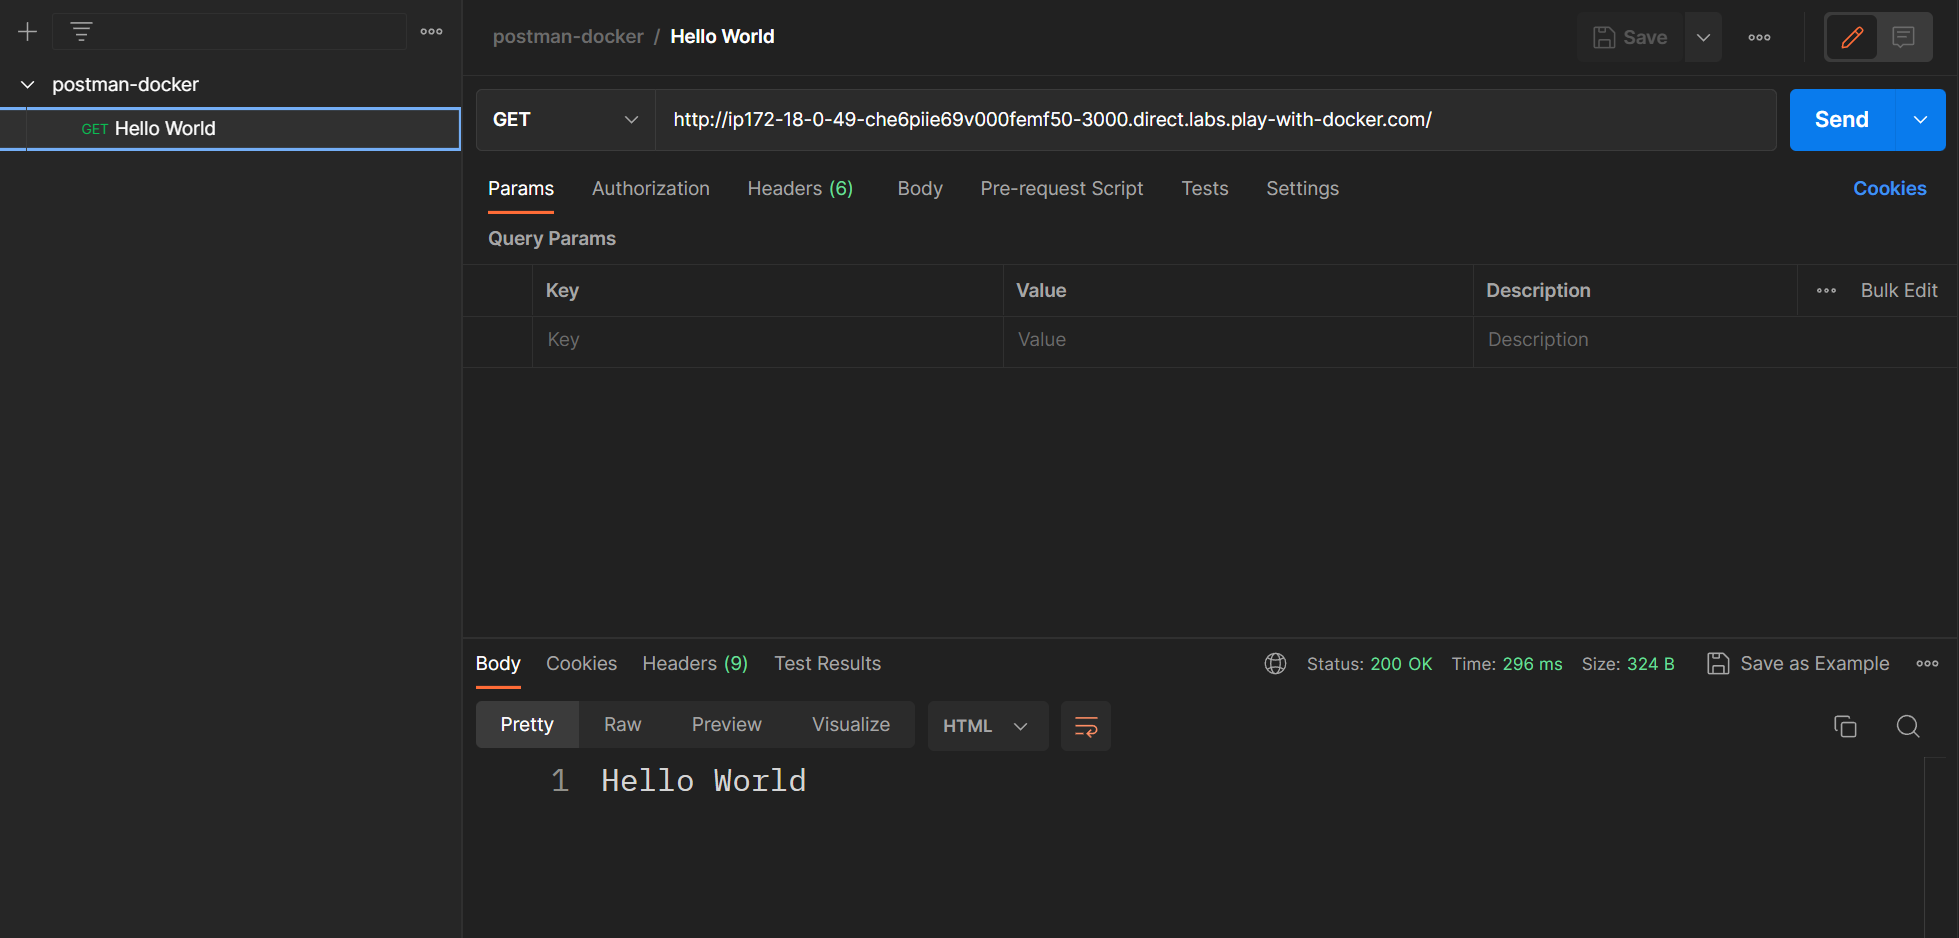 postman-docker / Hello World
Save
postman-docker
GET Hello World
GET
http://ip172-18-0-49-che6piie69v000femf50-3000.direct.labs.play-with-docker.com/
Send
Params Authorization Headers (6) Body Pre-request Script Tests Settings Cookies
Query Params
Key Value Description Bulk Edit
Key Value Description
Body Cookies Headers (9) Test Results Status: 200 OK Time: 296 ms Size: 324 B Save as Example
Pretty Raw Preview Visualize HTML
1 Hello World